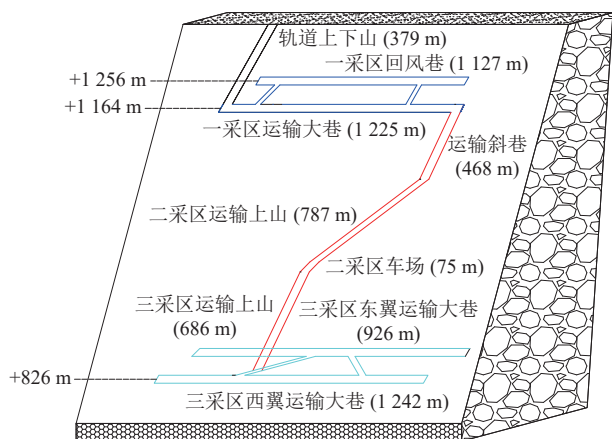 轨道上下山 (379 m)
一采区回风巷 (1 127 m)
+1 256 m
+1 164 m
一采区运输大巷 (1 225 m)
运输斜巷
(468 m)
二采区运输上山 (787 m)
二采区车场 (75 m)
三采区运输上山
(686 m)
三采区东翼运输大巷
(926 m)
+826 m
三采区西翼运输大巷 (1 242 m)